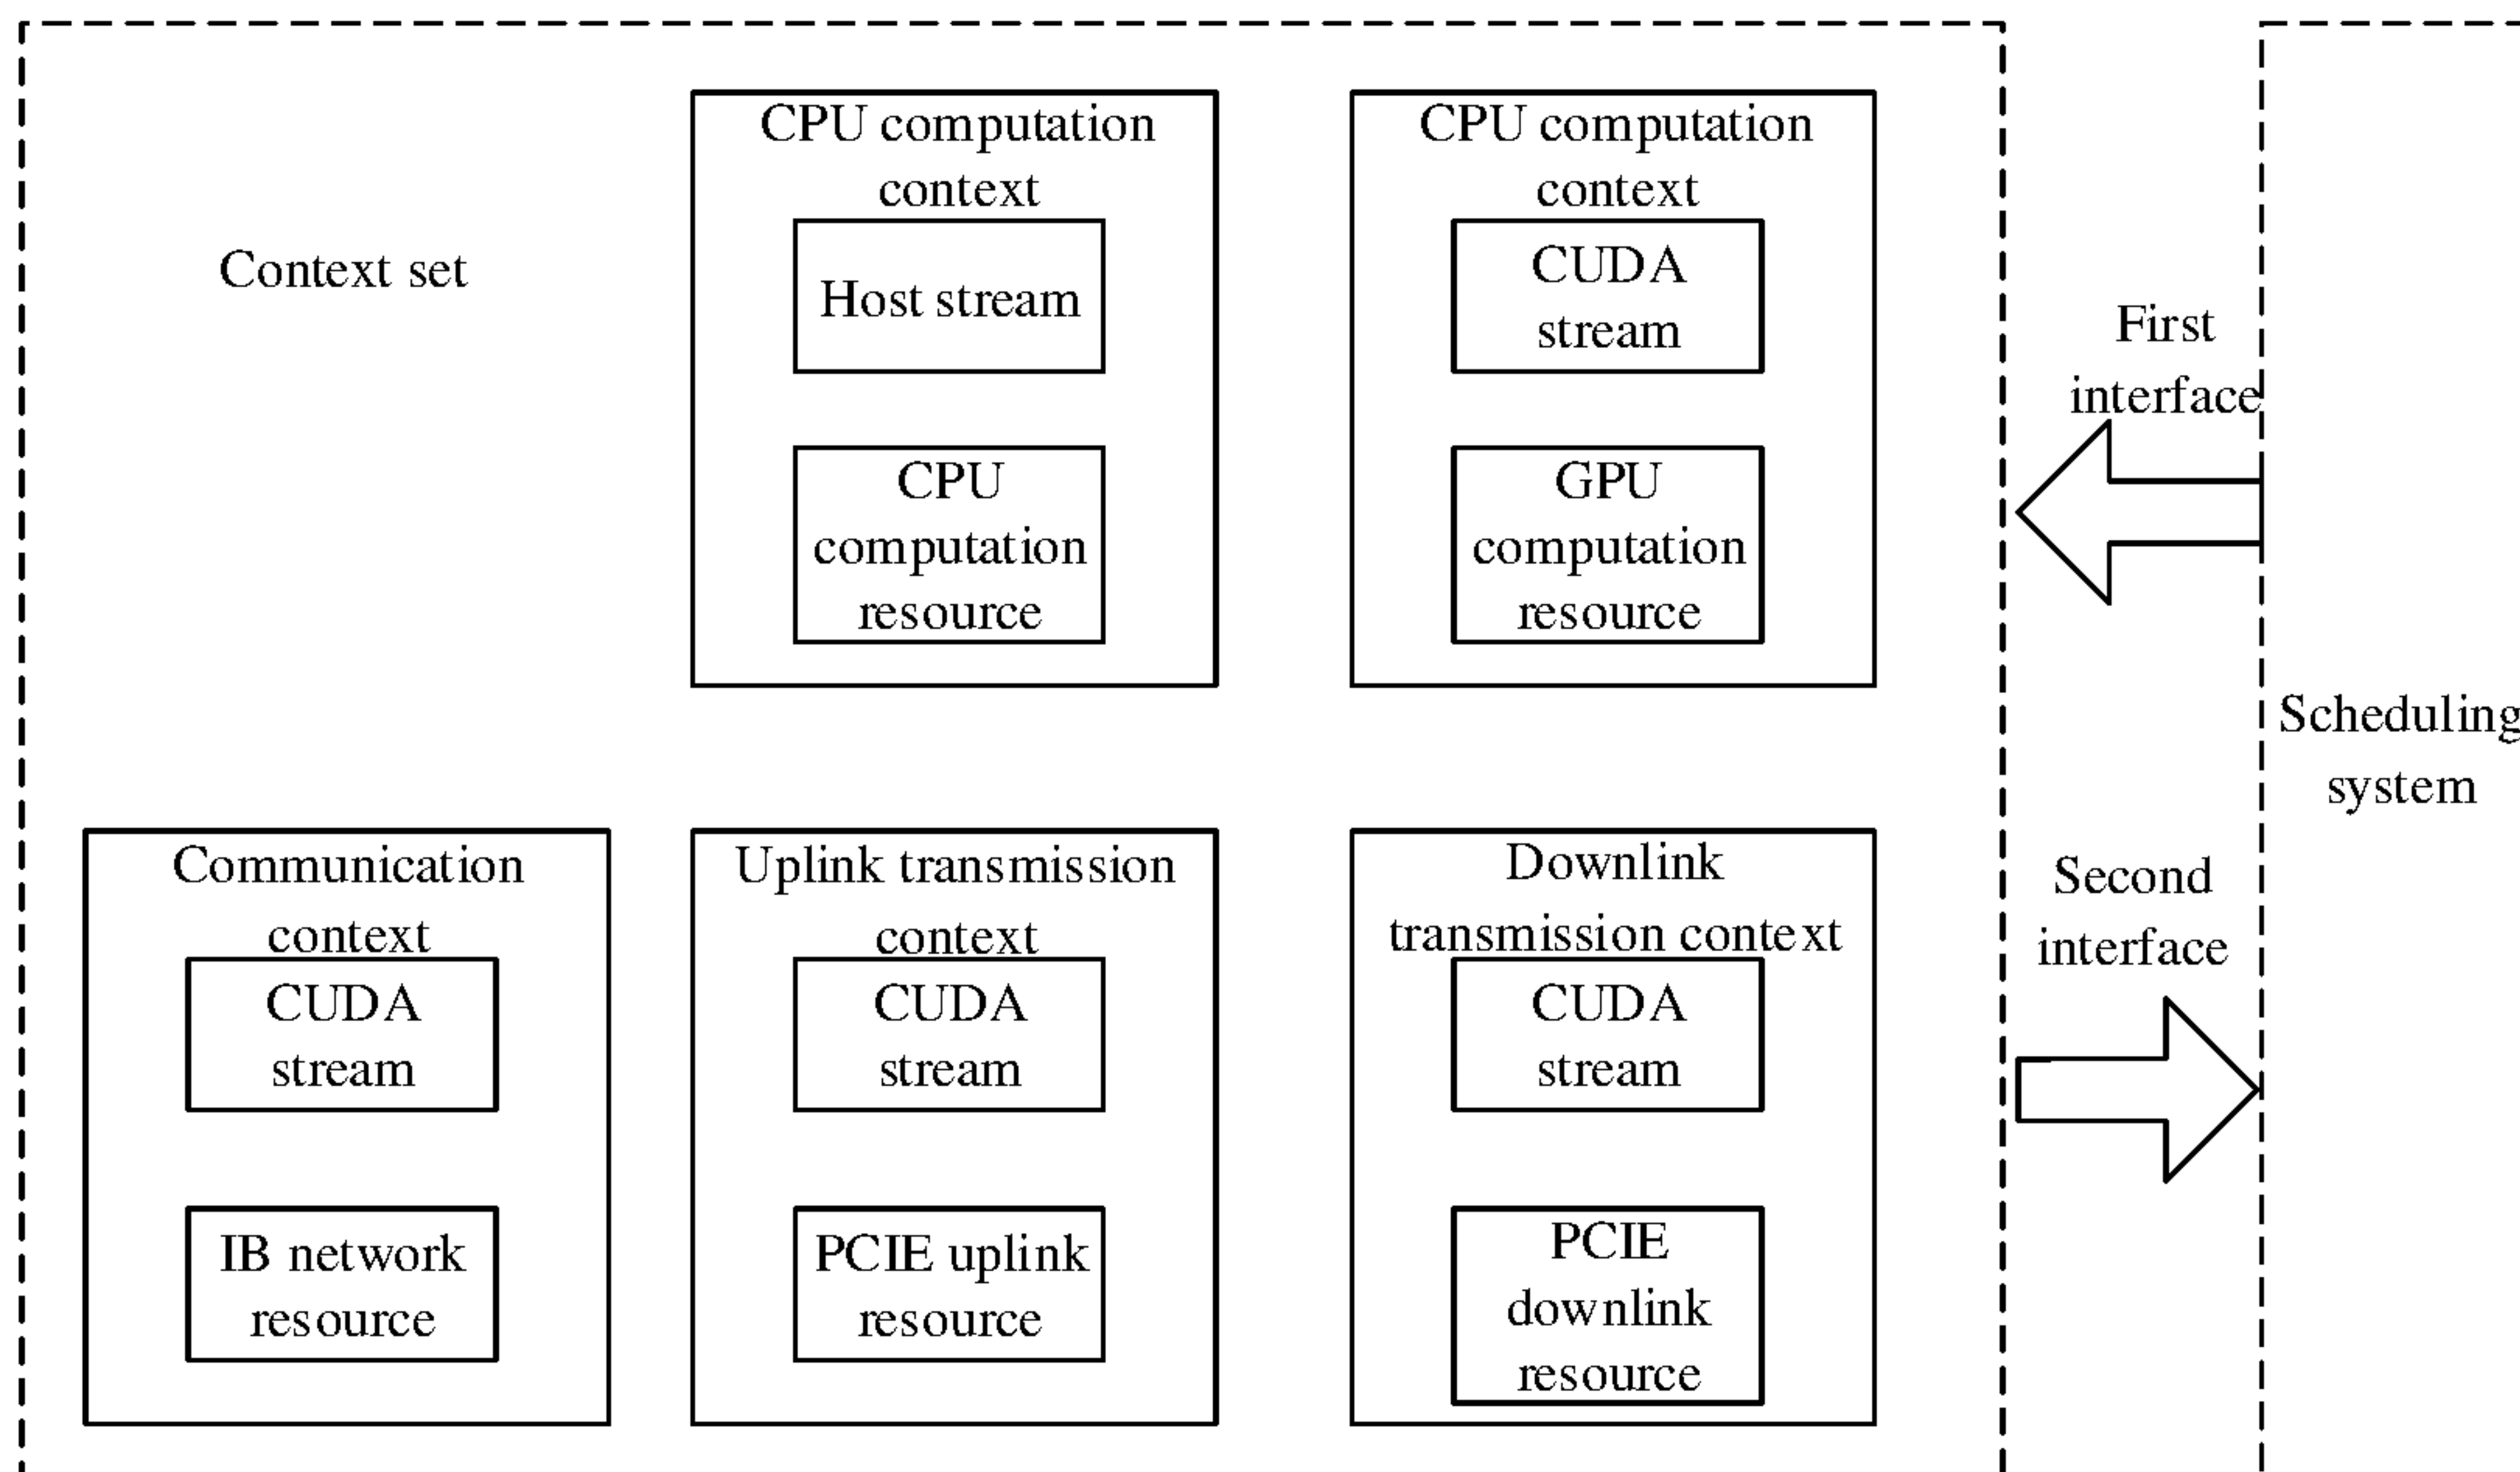 Context set
CPU computation
context
Host stream
CPU
computation
resource
CPU computation
context
CUDA
stream
GPU
computation
resource
First
interface
Scheduling
system
Communication
context
CUDA
stream
IB network
resource
Uplink transmission
context
CUDA
stream
PCIE uplink
resource
Downlink
transmission context
CUDA
stream
PCIE
downlink
resource
Second
interface